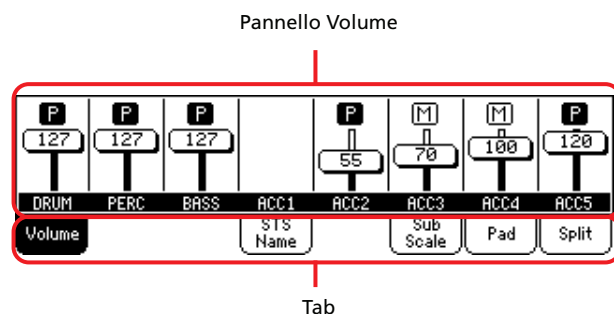 Pannello Volume
P P P P M M P
127 127 127 55 70 100 120
DRUM PERC BASS ACC1 ACC2 ACC3 ACC4 ACC5
Volume STS Name Sub Scale Pad Split
Tab